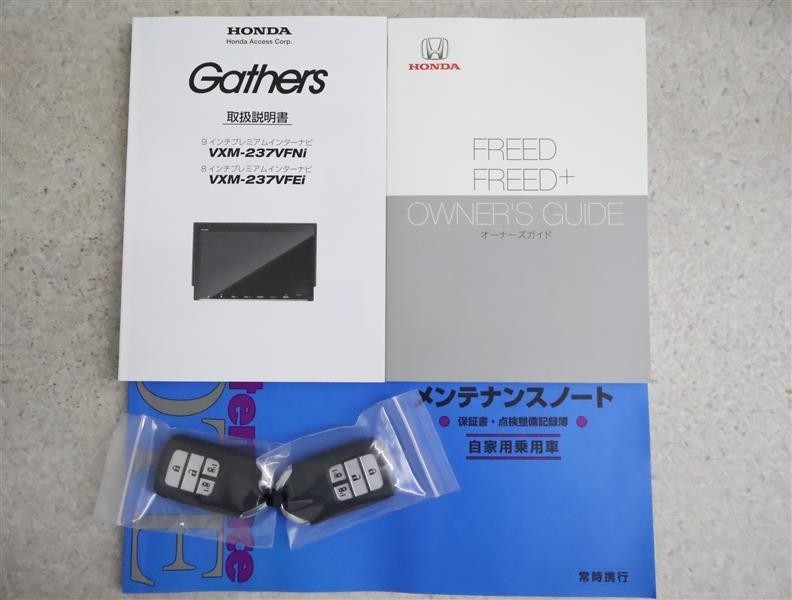 HONDA
Honda Access Corp.
Gathers
取扱説明書
9 インチプレミアムインターナビ
VXM-237VFNi
8 インチプレミアムインターナビ
VXM-237VFEi
HONDA
FREED
FREED+
OWNER'S GUIDE
オーナーズガイド
メンテナンスノート
保証書・点検整備記録簿
自家用乗用車
常時携行